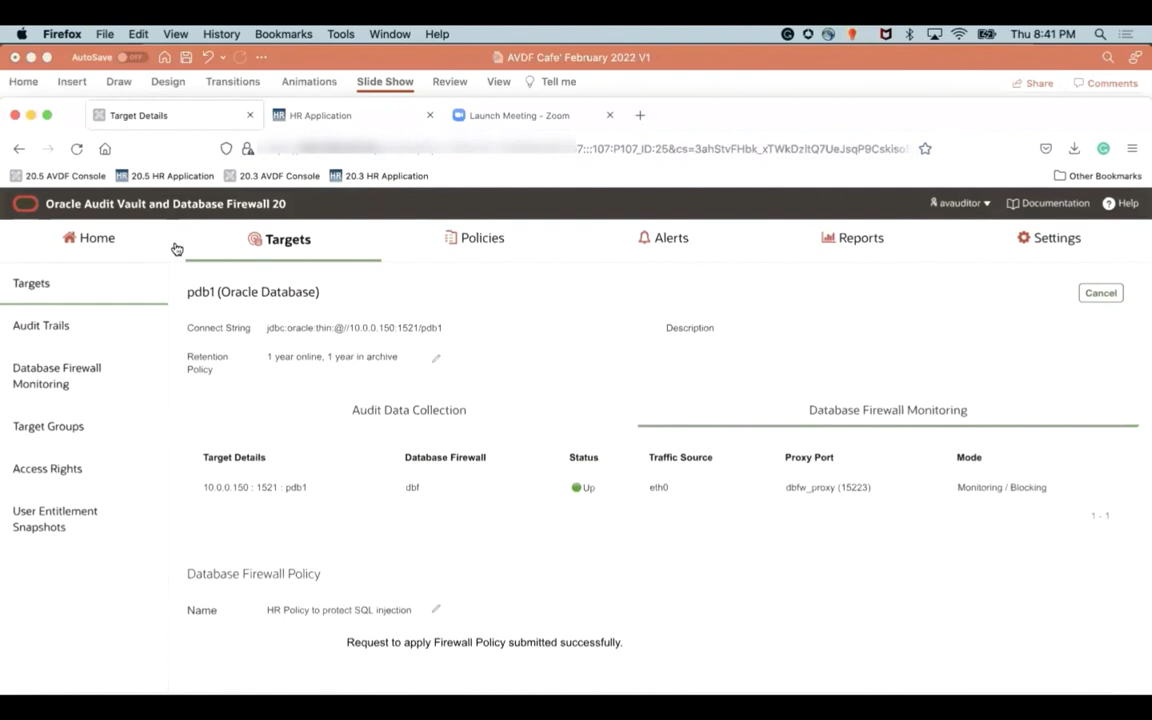 Firefox File Edit View History Bookmarks Tools Window Help Thu 8:41 PM
AutoSave OFF AVDF Cafe' February 2022 V1
Home Insert Draw Design Transitions Animations Slide Show Review View Tell me Share Comments
Target Details HR HR Application Launch Meeting - Zoom
20.5 AVDF Console HR 20.5 HR Application 20.3 AVDF Console HR 20.3 HR Application Other Bookmarks
Oracle Audit Vault and Database Firewall 20 avauditor Documentation ? Help
Home Targets Policies Alerts Reports Settings
Targets
Audit Trails
Database Firewall
Monitoring
Target Groups
Access Rights
User Entitlement
Snapshots
pdb1 (Oracle Database) Cancel
Connect String jdbc:oracle:thin:@//10.0.0.150:1521/pdb1 Description
Retention
Policy
1 year online, 1 year in archive
Audit Data Collection Database Firewall Monitoring
Target Details Database Firewall Status Traffic Source Proxy Port Mode
10.0.0.150 : 1521 : pdb1 dbf Up eth0 dbfw_proxy (15223) Monitoring / Blocking
1 - 1
Database Firewall Policy
Name HR Policy to protect SQL injection
Request to apply Firewall Policy submitted successfully.